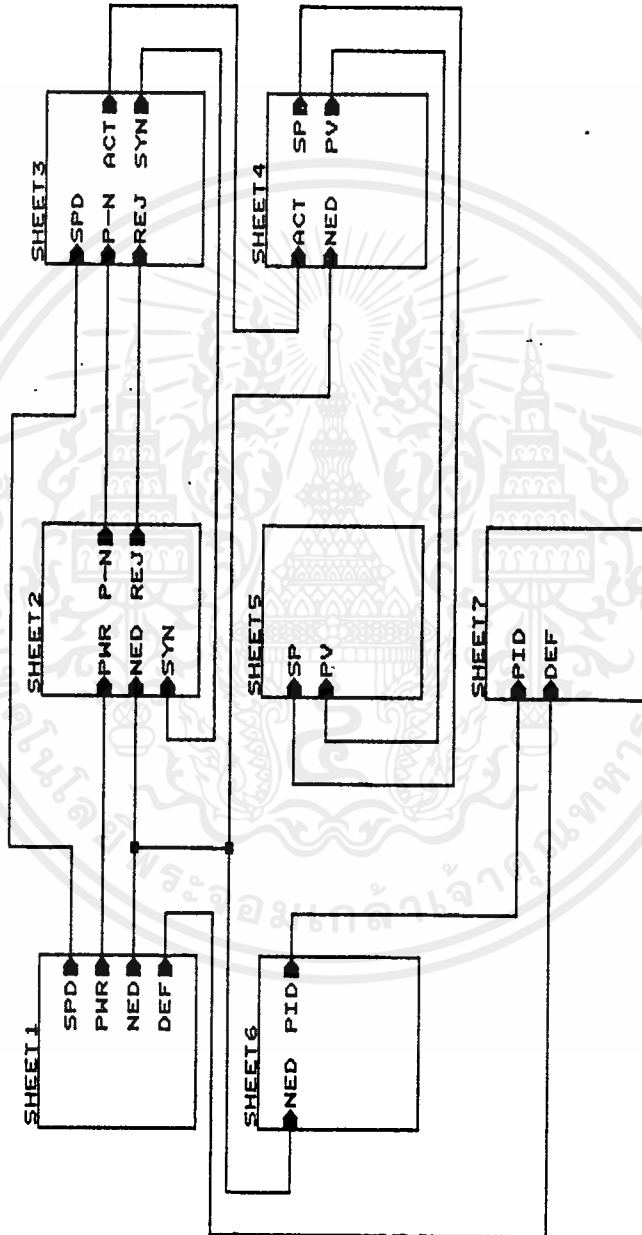 SHEET1
SPD
PWR
NED
DEF
SHEET2
PWR P-N
NED REJ
SYN
SHEET3
SPD
P-N ACT
REJ SYN
SHEET6
NED PID
SHEET5
SP
PV
SHEET4
ACT SP
NED PV
SHEET7
PID
DEF